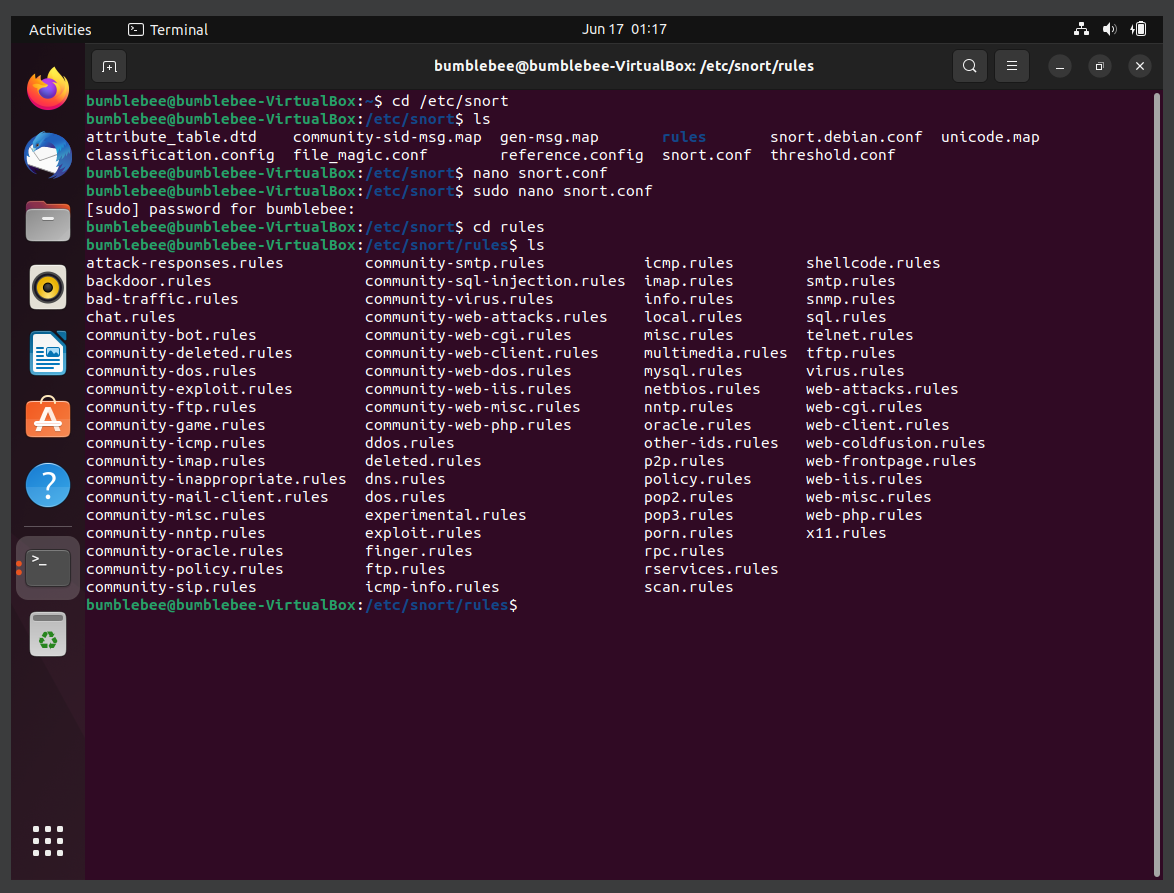 Activities Terminal Jun 17 01:17
bumblebee@bumblebee-VirtualBox: /etc/snort/rules
bumblebee@bumblebee-VirtualBox:~$ cd /etc/snort
bumblebee@bumblebee-VirtualBox:/etc/snort$ ls
attribute_table.dtd community-sid-msg.map gen-msg.map rules snort.debian.conf unicode.map
classification.config file_magic.conf reference.config snort.conf threshold.conf
bumblebee@bumblebee-VirtualBox:/etc/snort$ nano snort.conf
bumblebee@bumblebee-VirtualBox:/etc/snort$ sudo nano snort.conf
[sudo] password for bumblebee:
bumblebee@bumblebee-VirtualBox:/etc/snort$ cd rules
bumblebee@bumblebee-VirtualBox:/etc/snort/rules$ ls
attack-responses.rules community-smtp.rules icmp.rules shellcode.rules
backdoor.rules community-sql-injection.rules imap.rules smtp.rules
bad-traffic.rules community-virus.rules info.rules snmp.rules
chat.rules community-web-attacks.rules local.rules sql.rules
community-bot.rules community-web-cgi.rules misc.rules telnet.rules
community-deleted.rules community-web-client.rules multimedia.rules tftp.rules
community-dos.rules community-web-dos.rules mysql.rules virus.rules
community-exploit.rules community-web-iis.rules netbios.rules web-attacks.rules
community-ftp.rules community-web-misc.rules nntp.rules web-cgi.rules
community-game.rules community-web-php.rules oracle.rules web-client.rules
community-icmp.rules ddos.rules other-ids.rules web-coldfusion.rules
community-imap.rules deleted.rules p2p.rules web-frontpage.rules
community-inappropriate.rules dns.rules policy.rules web-iis.rules
community-mail-client.rules dos.rules pop2.rules web-misc.rules
community-misc.rules experimental.rules pop3.rules web-php.rules
community-nntp.rules exploit.rules porn.rules x11.rules
community-oracle.rules finger.rules rpc.rules
community-policy.rules ftp.rules rservices.rules
community-sip.rules icmp-info.rules scan.rules
bumblebee@bumblebee-VirtualBox:/etc/snort/rules$